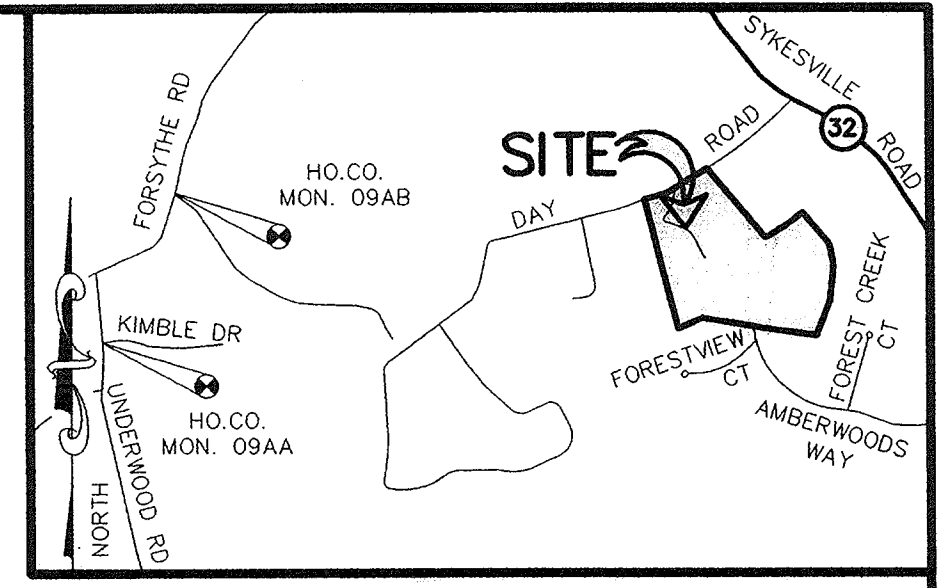 SYKESVILLE
ROAD
32
FORSYTHE RD
ROAD
SITE
HO.CO.
MON. 09AB
DAY
KIMBLE DR
FOREST CREEK
CT
FORESTVIEW
CT
HO.CO.
MON. 09AA
UNDERWOOD RD
AMBERWOODS
WAY
NORTH